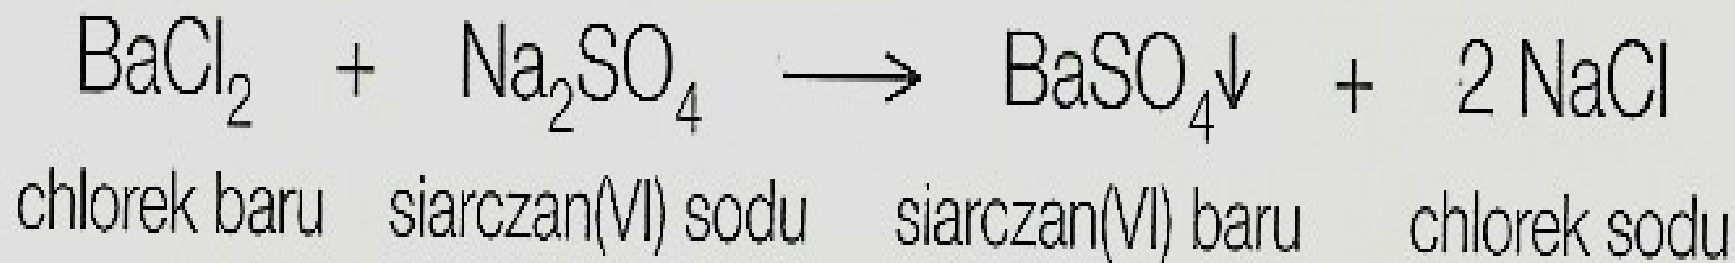 BaCl₂ + Na₂SO₄ → BaSO₄↓ + 2 NaCl
chlorek baru siarczan(VI) sodu siarczan(VI) baru chlorek sodu